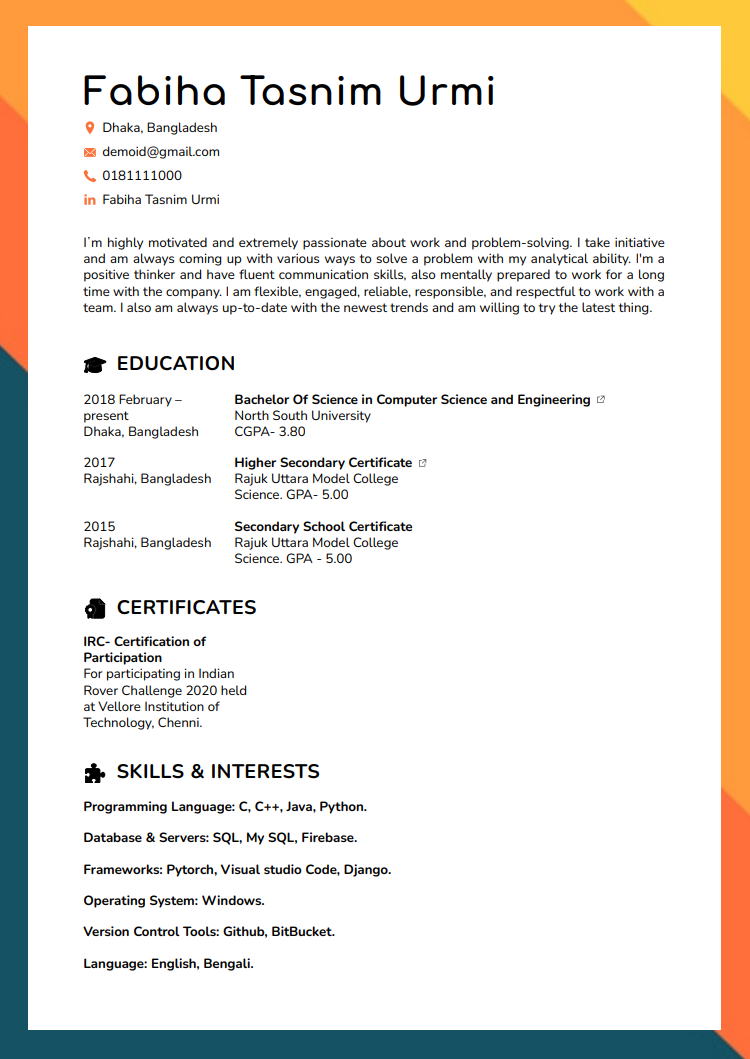 Fabiha Tasnim Urmi
Dhaka, Bangladesh
demoid@gmail.com
0181111000
in Fabiha Tasnim Urmi
I'm highly motivated and extremely passionate about work and problem-solving. I take initiative
and am always coming up with various ways to solve a problem with my analytical ability. I'm a
positive thinker and have fluent communication skills, also mentally prepared to work for a long
time with the company. I am flexible, engaged, reliable, responsible, and respectful to work with a
team. I also am always up-to-date with the newest trends and am willing to try the latest thing.
EDUCATION
2018 February –
present
Dhaka, Bangladesh
Bachelor Of Science in Computer Science and Engineering
North South University
CGPA- 3.80
2017
Rajshahi, Bangladesh
Higher Secondary Certificate
Rajuk Uttara Model College
Science. GPA- 5.00
2015
Rajshahi, Bangladesh
Secondary School Certificate
Rajuk Uttara Model College
Science. GPA - 5.00
CERTIFICATES
IRC- Certification of
Participation
For participating in Indian
Rover Challenge 2020 held
at Vellore Institution of
Technology, Chenni.
SKILLS & INTERESTS
Programming Language: C, C++, Java, Python.
Database & Servers: SQL, My SQL, Firebase.
Frameworks: Pytorch, Visual studio Code, Django.
Operating System: Windows.
Version Control Tools: Github, BitBucket.
Language: English, Bengali.